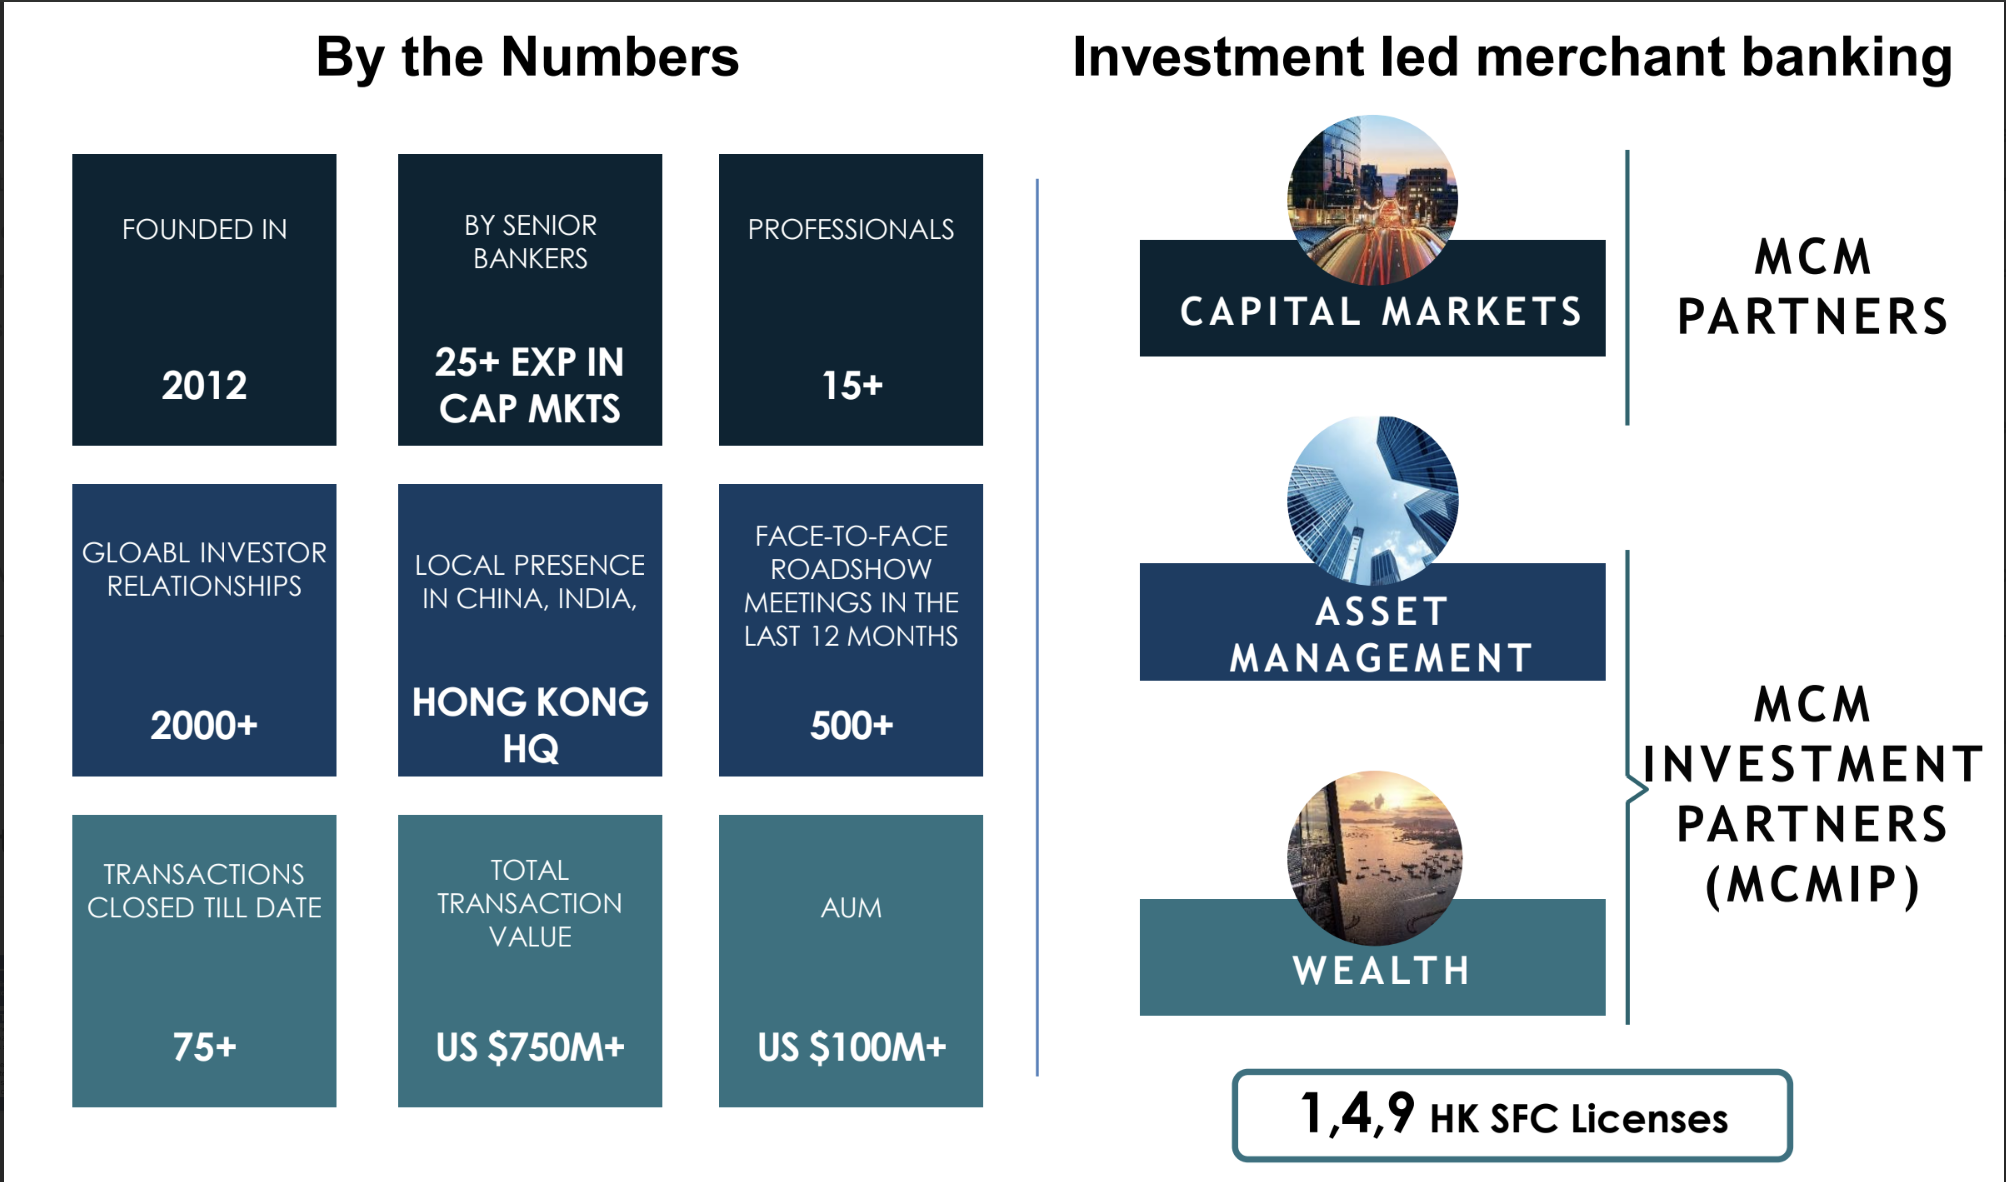 By the Numbers
FOUNDED IN
2012
BY SENIOR
BANKERS
25+ EXP IN
CAP MKTS
PROFESSIONALS
15+
GLOABL INVESTOR
RELATIONSHIPS
2000+
LOCAL PRESENCE
IN CHINA, INDIA,
HONG KONG
HQ
FACE-TO-FACE
ROADSHOW
MEETINGS IN THE
LAST 12 MONTHS
500+
TRANSACTIONS
CLOSED TILL DATE
75+
TOTAL
TRANSACTION
VALUE
US $750M+
AUM
US $100M+
Investment led merchant banking
CAPITAL MARKETS
MCM
PARTNERS
ASSET
MANAGEMENT
WEALTH
MCM
INVESTMENT
PARTNERS
(MCMIP)
1,4,9 HK SFC Licenses